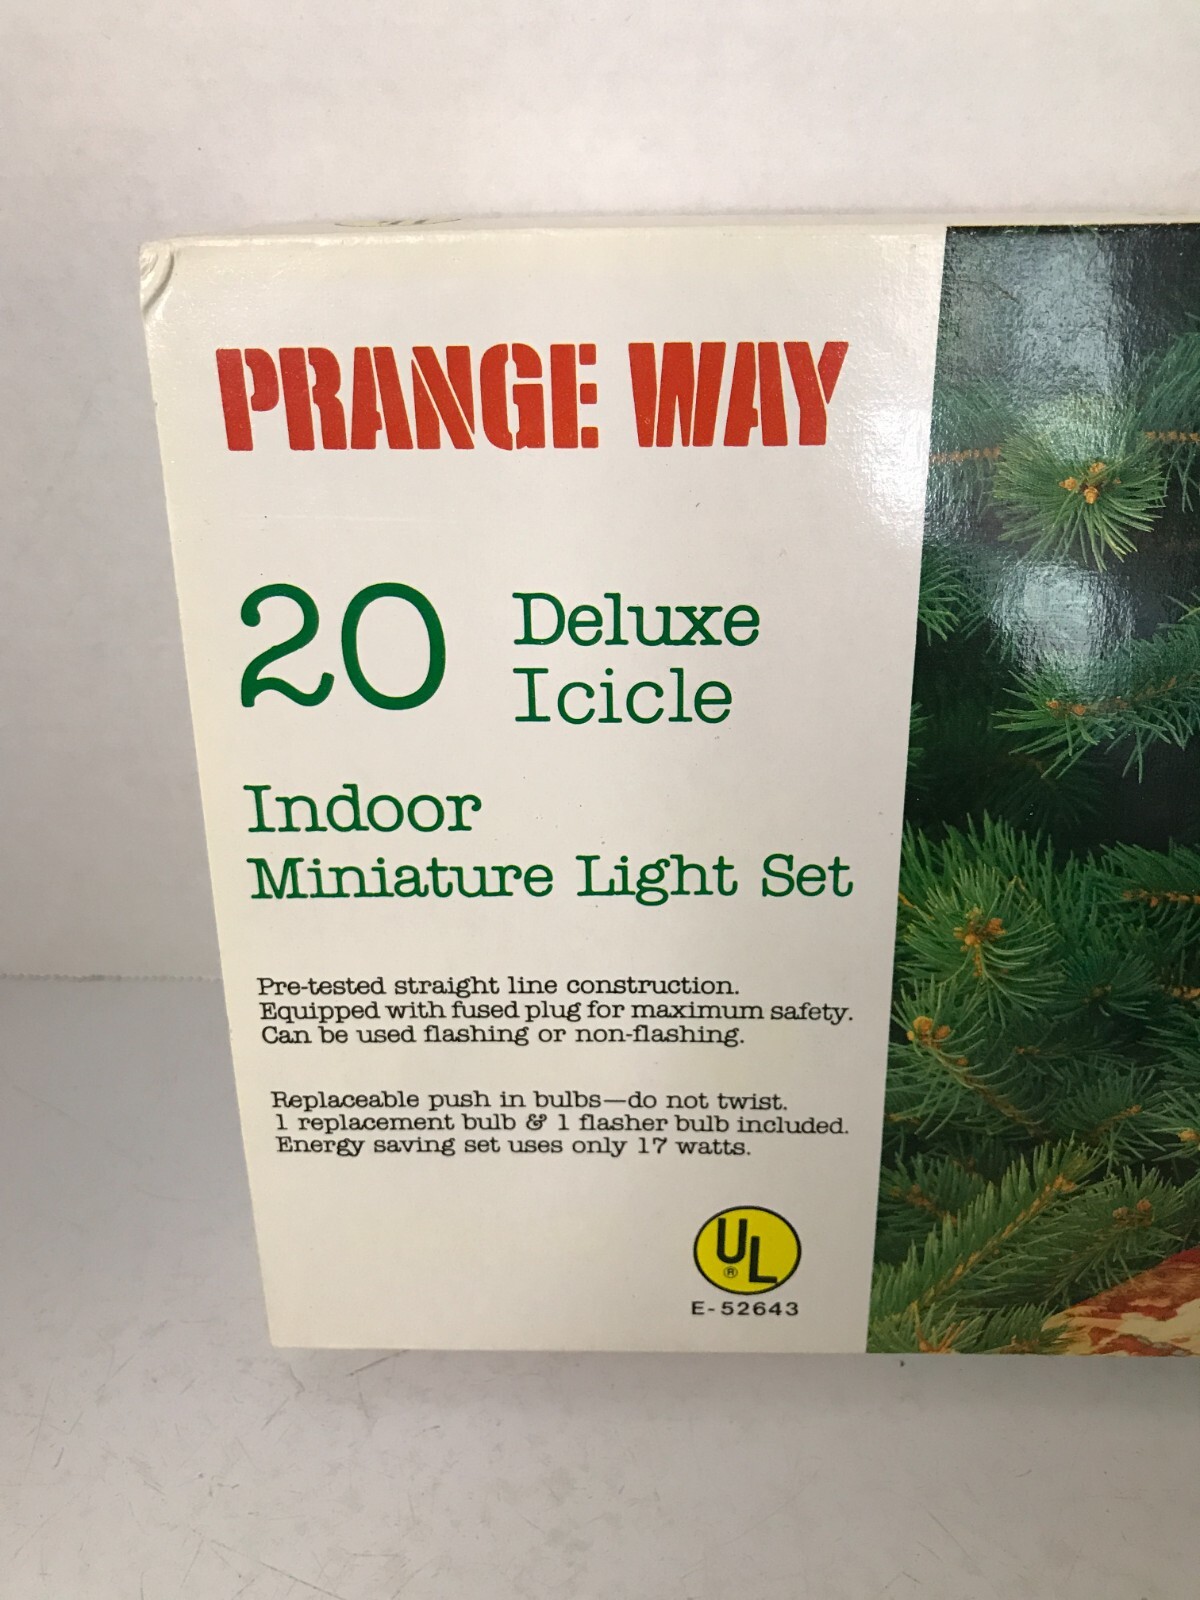 PRANGE WAY
20 Deluxe
Icicle
Indoor
Miniature Light Set
Pre-tested straight line construction.
Equipped with fused plug for maximum safety.
Can be used flashing or non-flashing.
Replaceable push in bulbs—do not twist.
1 replacement bulb & 1 flasher bulb included.
Energy saving set uses only 17 watts.
UL
®
E-52643